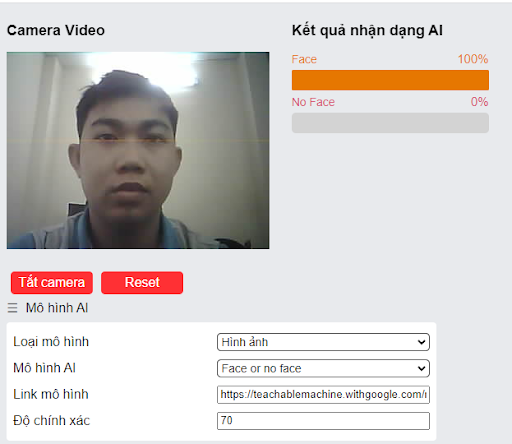 Camera Video
Kết quả nhận dạng AI
Face 100%
No Face 0%
Tắt camera Reset
Mô hình AI
Loại mô hình Hình ảnh
Mô hình AI Face or no face
Link mô hình https://teachablemachine.withgoogle.com/
Độ chính xác 70